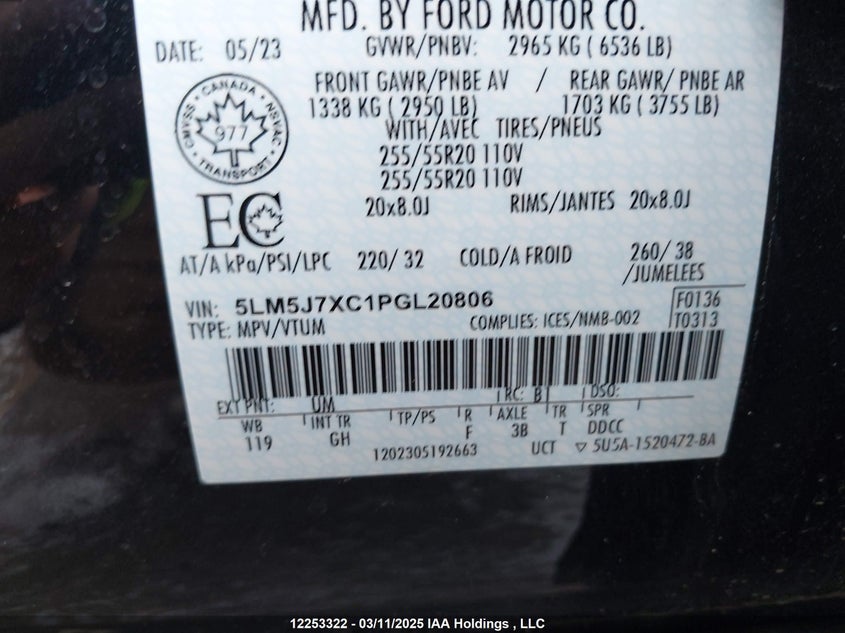 MFD. BY FORD MOTOR CO.
DATE: 05/23 GVWR/PNBV: 2965 KG ( 6536 LB)
FRONT GAWR/PNBE AV / REAR GAWR/ PNBE AR
1338 KG ( 2950 LB) 1703 KG ( 3755 LB)
WITH/AVEC TIRES/PNEUS
255/55R20 110V
255/55R20 110V
20x8.0J RIMS/JANTES 20x8.0J
CANADA
CMVSS NSVAC
977
TRANSPORT
EC
AT/A kPa/PSI/LPC 220/ 32 COLD/A FROID 260/ 38
/JUMELEES
VIN: 5LM5J7XC1PGL20806 F0136
TYPE: MPV/VTUM COMPLIES: ICES/NMB-002 T0313
EXT PNT: UM RC: B DSO:
WB INT TR TP/PS R AXLE TR SPR
119 GH F 3B T DDCC
1202305192663 UCT ▽ 5U5A-1520472-BA
12253322 - 03/11/2025 IAA Holdings , LLC